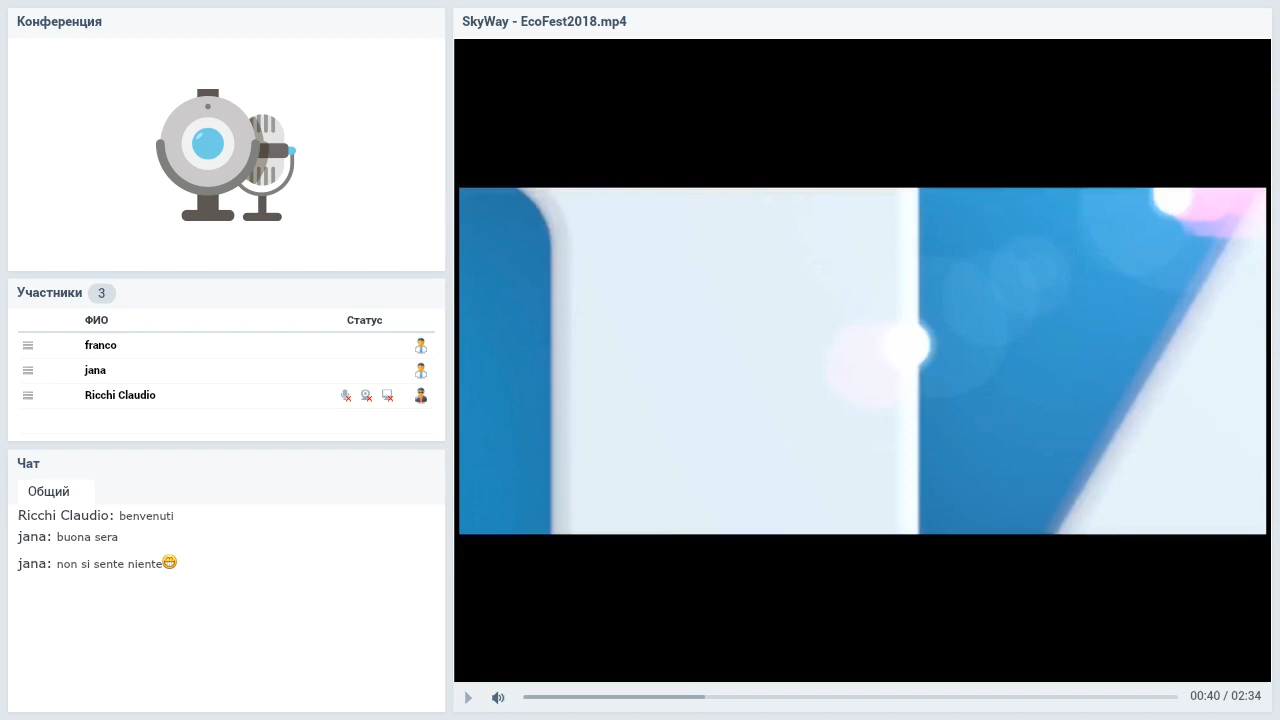 Конференция
SkyWay - EcoFest2018.mp4
Участники 3
ФИО Статус
franco
jana
Ricchi Claudio
Чат
Общий
Ricchi Claudio: benvenuti
jana: buona sera
jana: non si sente niente
00:40 / 02:34